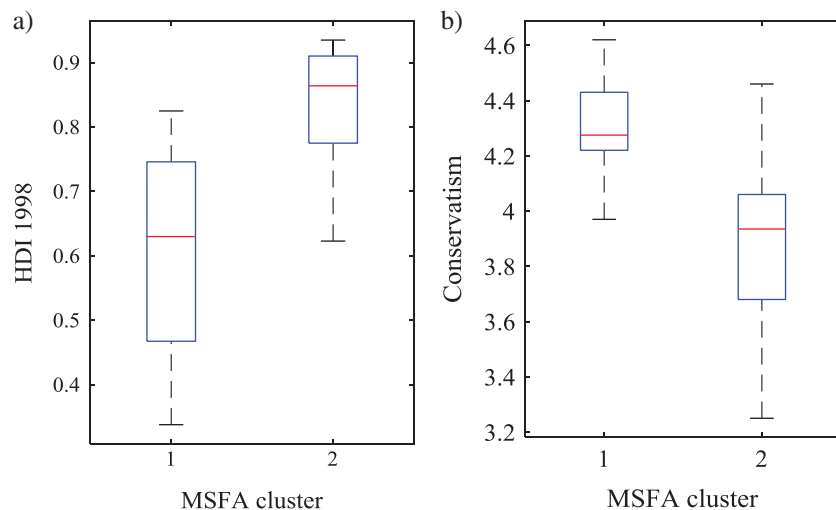 a)
HDI 1998
0.9
0.8
0.7
0.6
0.5
0.4
1 2
MSFA cluster
b)
Conservatism
4.6
4.4
4.2
4
3.8
3.6
3.4
3.2
1 2
MSFA cluster